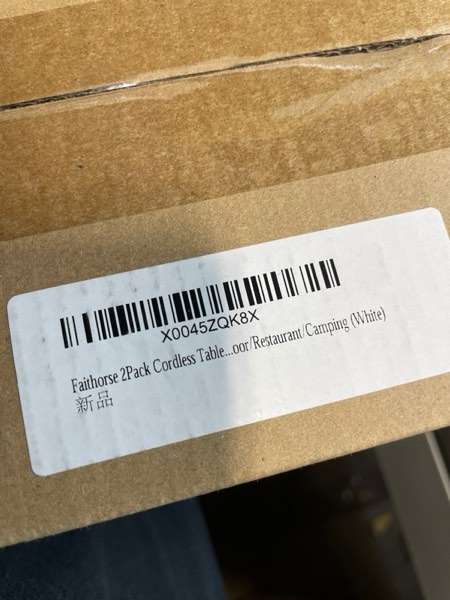 X0045ZQK8X
Faithorse 2Pack Cordless Table...oor/Restaurant/Camping (White)
新品